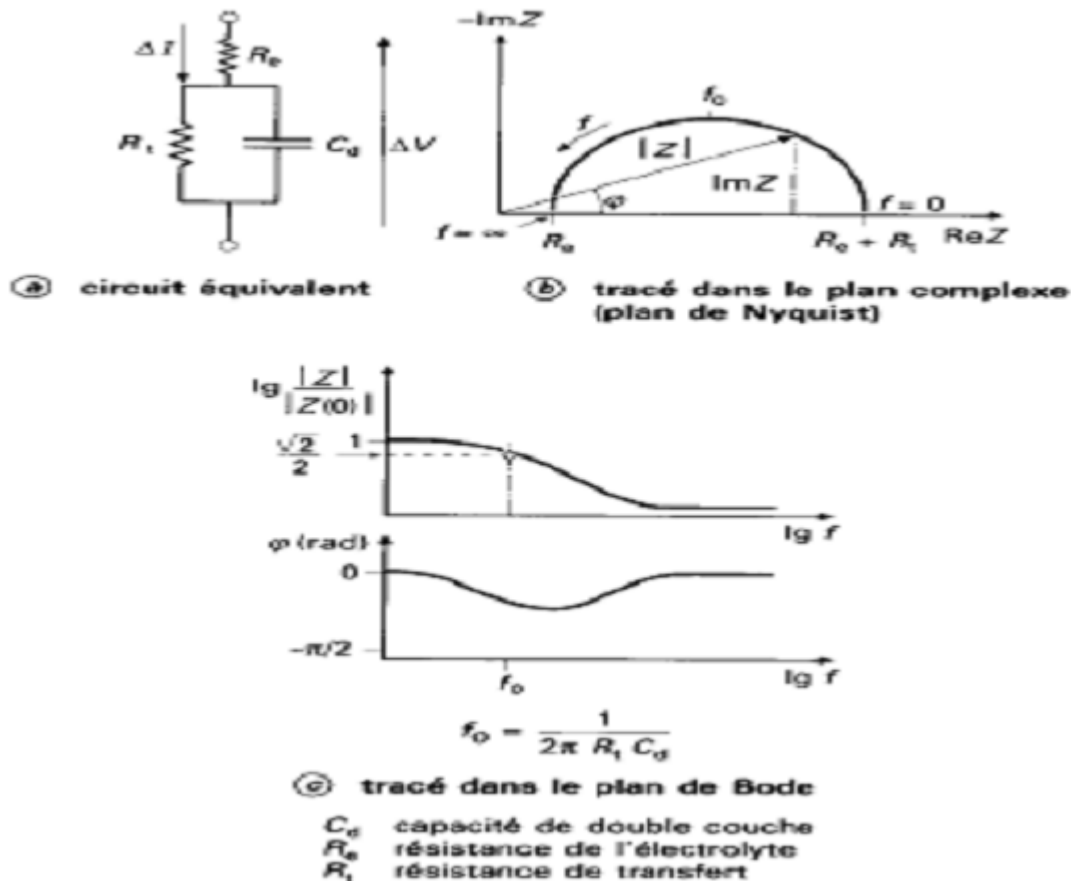 ΔI
Re
Rt
Cd
ΔV
a circuit équivalent
-ImZ
f0
f
|Z|
ImZ
φ
f = 0
f = ∞
Re
Re + Rt
ReZ
b tracé dans le plan complexe
(plan de Nyquist)
lg |Z| / |Z(0)|
1
√2/2
lg f
φ (rad)
0
-π/2
f0
lg f
f0 = 1 / 2π Rt Cd
c tracé dans le plan de Bode
Cd capacité de double couche
Re résistance de l'électrolyte
Rt résistance de transfert